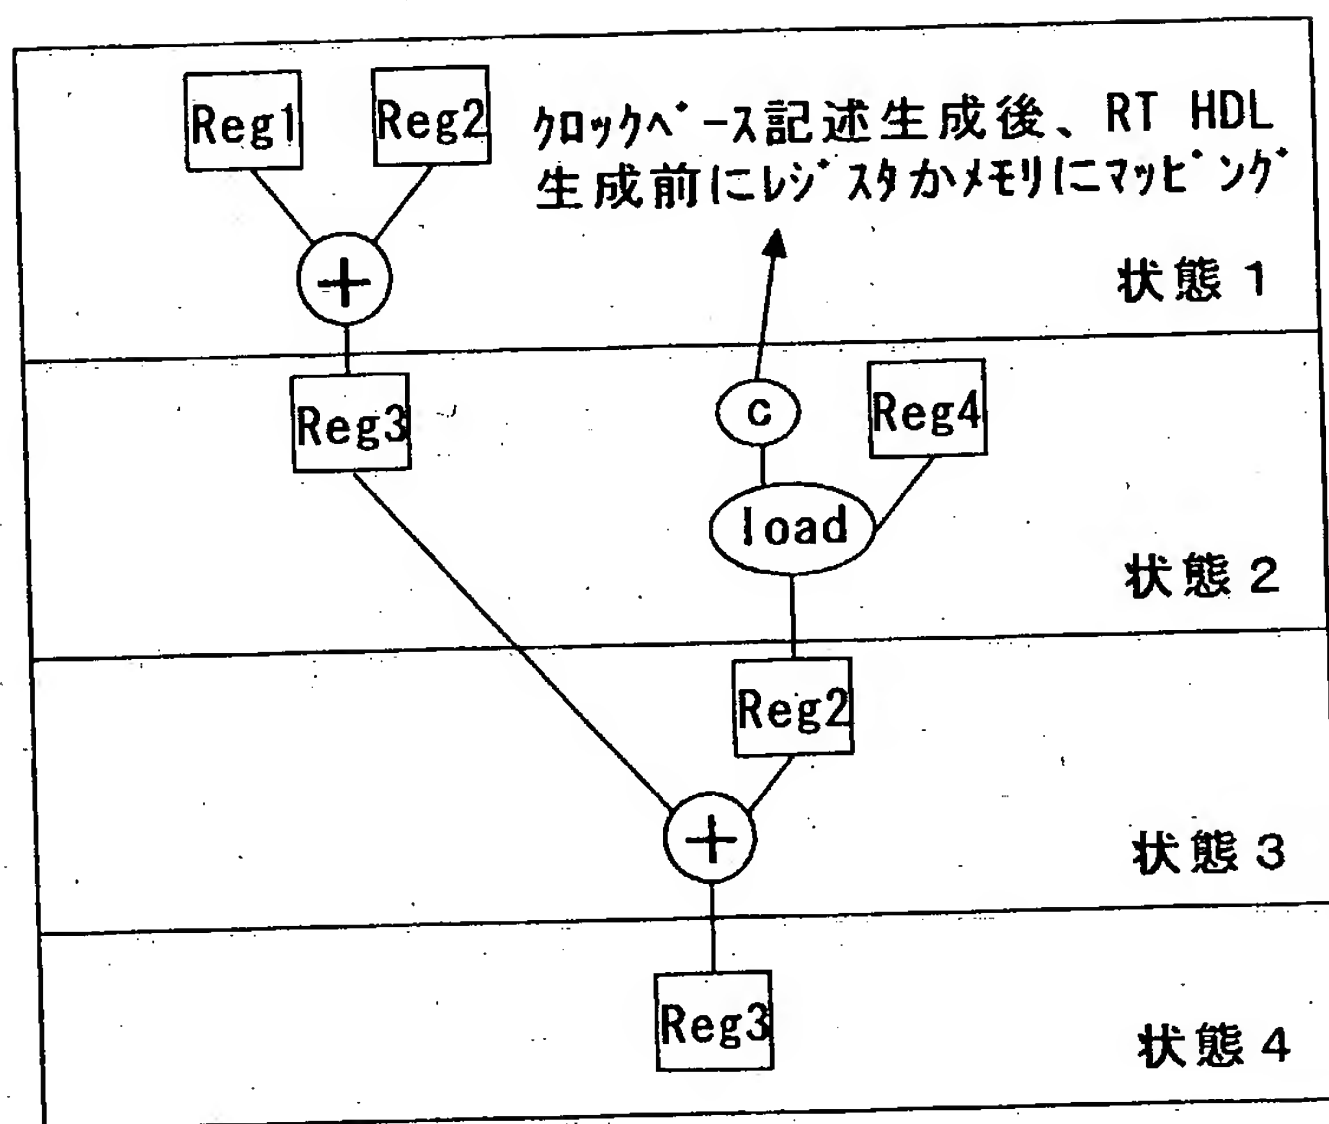 Reg1 Reg2
ｸﾛｯｸﾍﾞｰｽ記述生成後、RT HDL
生成前にﾚｼﾞｽﾀかﾒﾓﾘにﾏｯﾋﾟﾝｸﾞ
+
状態１
Reg3
c
Reg4
load
状態２
Reg2
+
状態３
Reg3
状態４